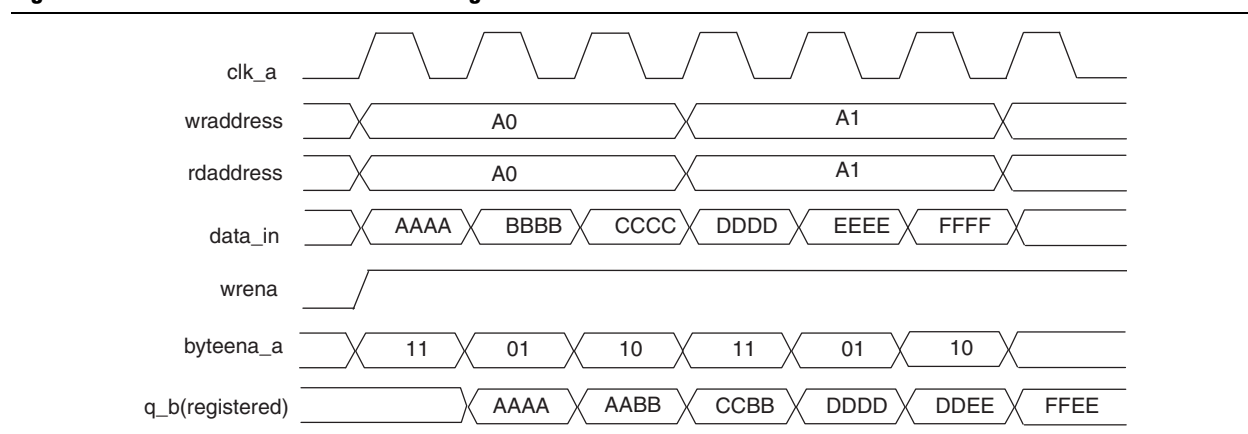 clk_a
wraddress A0 A1
rdaddress A0 A1
data_in AAAA BBBB CCCC DDDD EEEE FFFF
wrena
byteena_a 11 01 10 11 01 10
q_b(registered) AAAA AABB CCBB DDDD DDEE FFEE